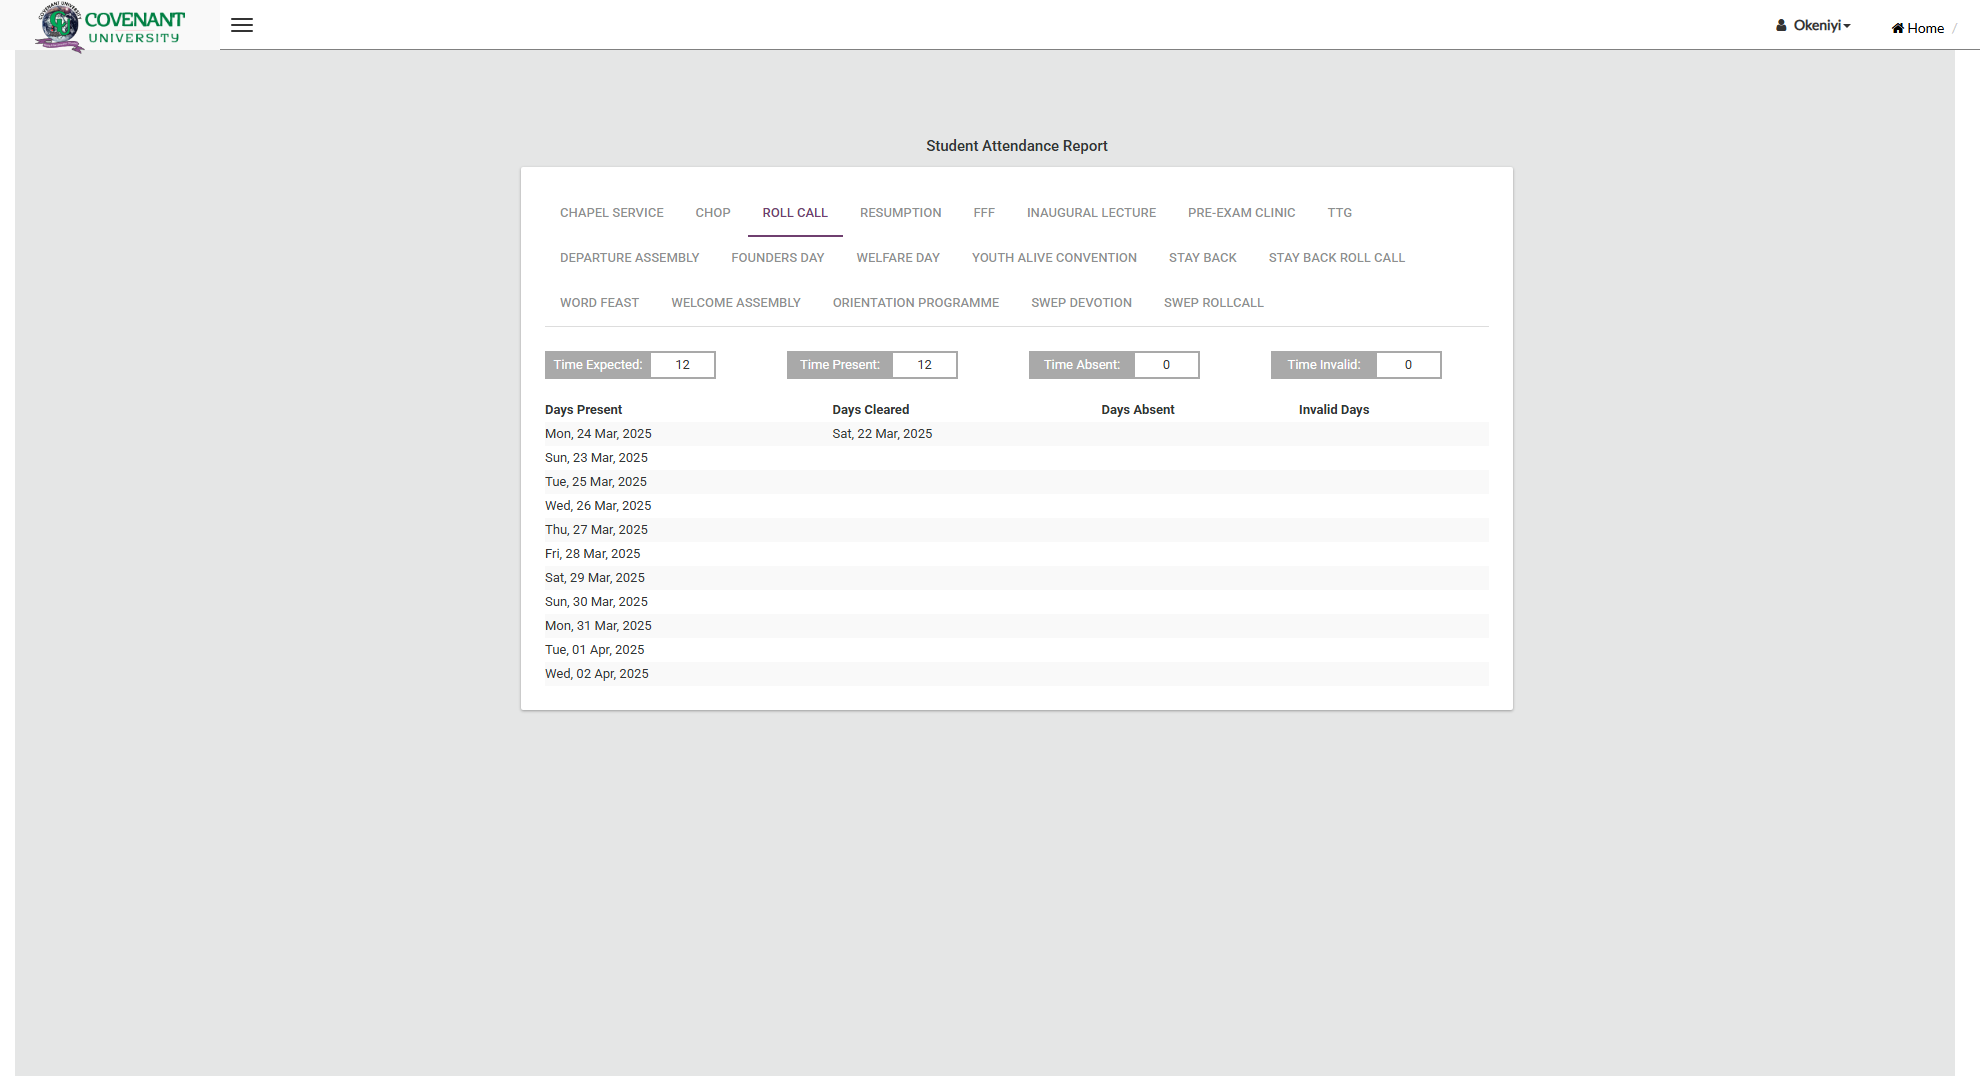 COVENANT UNIVERSITY
COVENANT
UNIVERSITY
Okeniyi
Home /
Student Attendance Report
CHAPEL SERVICE CHOP ROLL CALL RESUMPTION FFF INAUGURAL LECTURE PRE-EXAM CLINIC TTG
DEPARTURE ASSEMBLY FOUNDERS DAY WELFARE DAY YOUTH ALIVE CONVENTION STAY BACK STAY BACK ROLL CALL
WORD FEAST WELCOME ASSEMBLY ORIENTATION PROGRAMME SWEP DEVOTION SWEP ROLLCALL
Time Expected: 12 Time Present: 12 Time Absent: 0 Time Invalid: 0
Days Present Days Cleared Days Absent Invalid Days
Mon, 24 Mar, 2025 Sat, 22 Mar, 2025
Sun, 23 Mar, 2025
Tue, 25 Mar, 2025
Wed, 26 Mar, 2025
Thu, 27 Mar, 2025
Fri, 28 Mar, 2025
Sat, 29 Mar, 2025
Sun, 30 Mar, 2025
Mon, 31 Mar, 2025
Tue, 01 Apr, 2025
Wed, 02 Apr, 2025